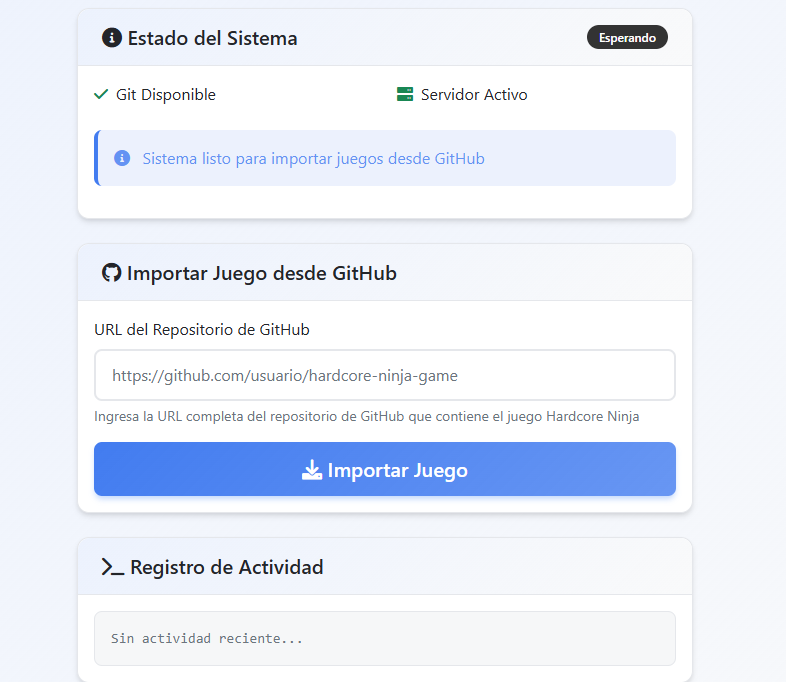 Estado del Sistema
Esperando
Git Disponible
Servidor Activo
Sistema listo para importar juegos desde GitHub
Importar Juego desde GitHub
URL del Repositorio de GitHub
https://github.com/usuario/hardcore-ninja-game
Ingresa la URL completa del repositorio de GitHub que contiene el juego Hardcore Ninja
Importar Juego
Registro de Actividad
Sin actividad reciente...